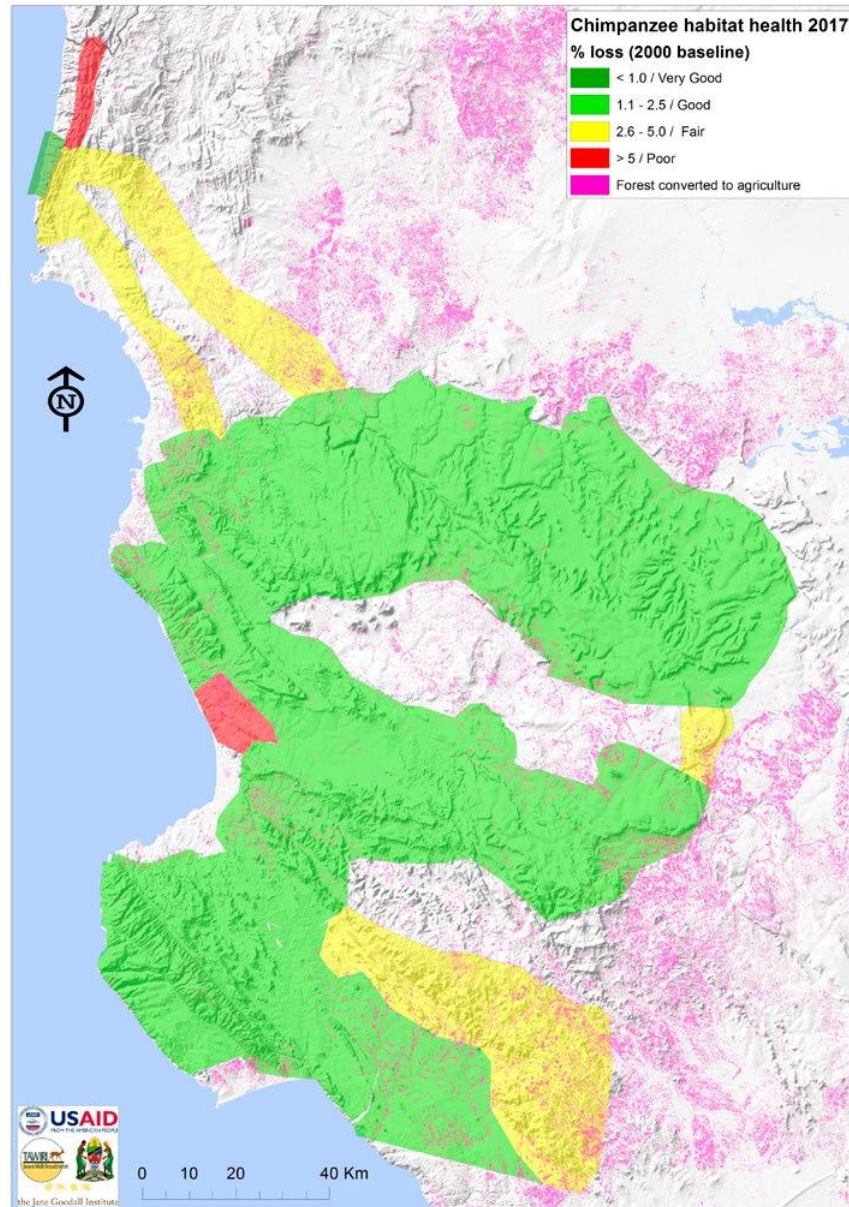 Chimpanzee habitat health 2017
% loss (2000 baseline)
< 1.0 / Very Good
1.1 - 2.5 / Good
2.6 - 5.0 / Fair
> 5 / Poor
Forest converted to agriculture
N
USAID
FROM THE AMERICAN PEOPLE
TAWIRI
the Jane Goodall Institute
0 10 20 40 Km